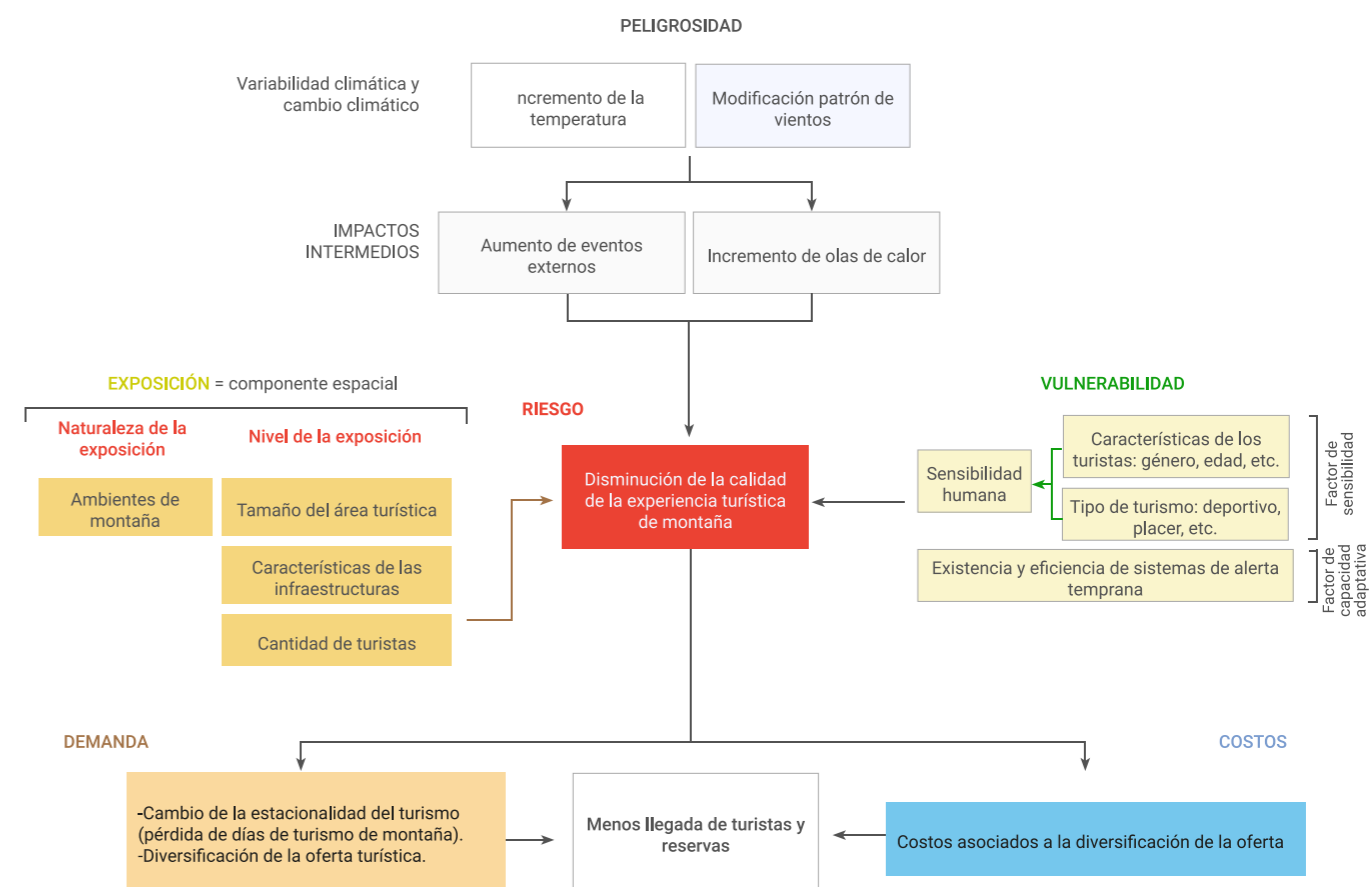 PELIGROSIDAD
Variabilidad climática y
cambio climático
ncremento de la
temperatura
Modificación patrón de
vientos
IMPACTOS
INTERMEDIOS
Aumento de eventos
externos
Incremento de olas de calor
EXPOSICIÓN = componente espacial
Naturaleza de la
exposición
Nivel de la exposición
Ambientes de
montaña
Tamaño del área turística
Características de las
infraestructuras
Cantidad de turistas
RIESGO
Disminución de la calidad
de la experiencia turística
de montaña
VULNERABILIDAD
Sensibilidad
humana
Características de los
turistas: género, edad, etc.
Tipo de turismo: deportivo,
placer, etc.
Factor de
sensibilidad
Existencia y eficiencia de sistemas de alerta
temprana
Factor de
capacidad
adaptativa
DEMANDA
-Cambio de la estacionalidad del turismo
(pérdida de días de turismo de montaña).
-Diversificación de la oferta turística.
Menos llegada de turistas y
reservas
COSTOS
Costos asociados a la diversificación de la oferta